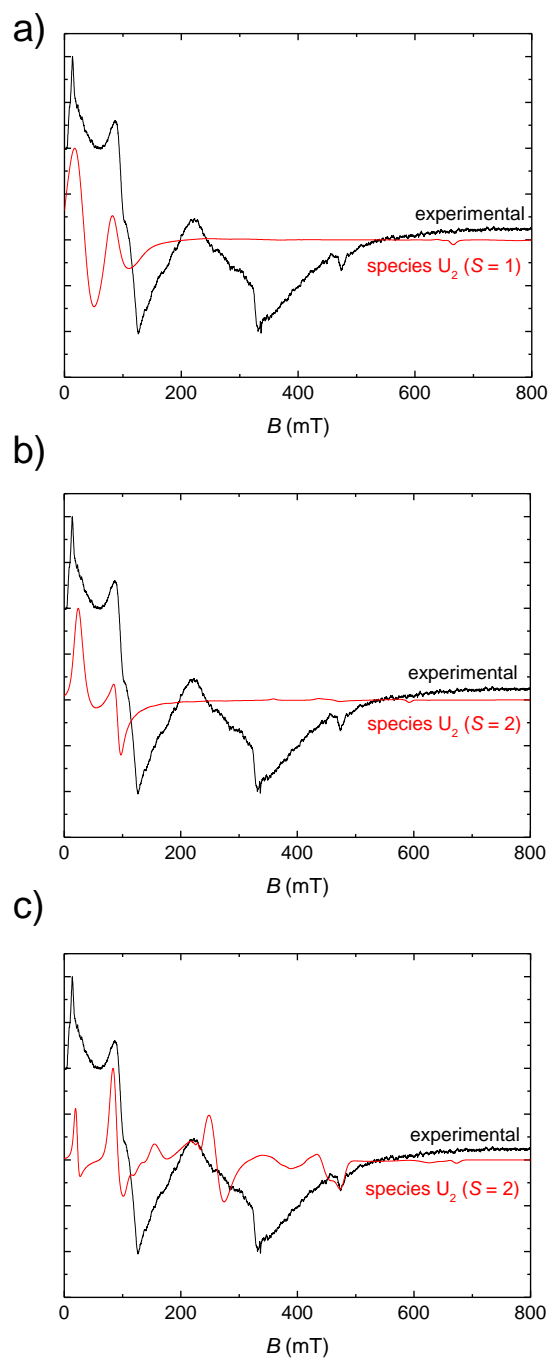 a)
experimental
species U₂ (S = 1)
0 200 400 600 800
B (mT)
b)
experimental
species U₂ (S = 2)
0 200 400 600 800
B (mT)
c)
experimental
species U₂ (S = 2)
0 200 400 600 800
B (mT)